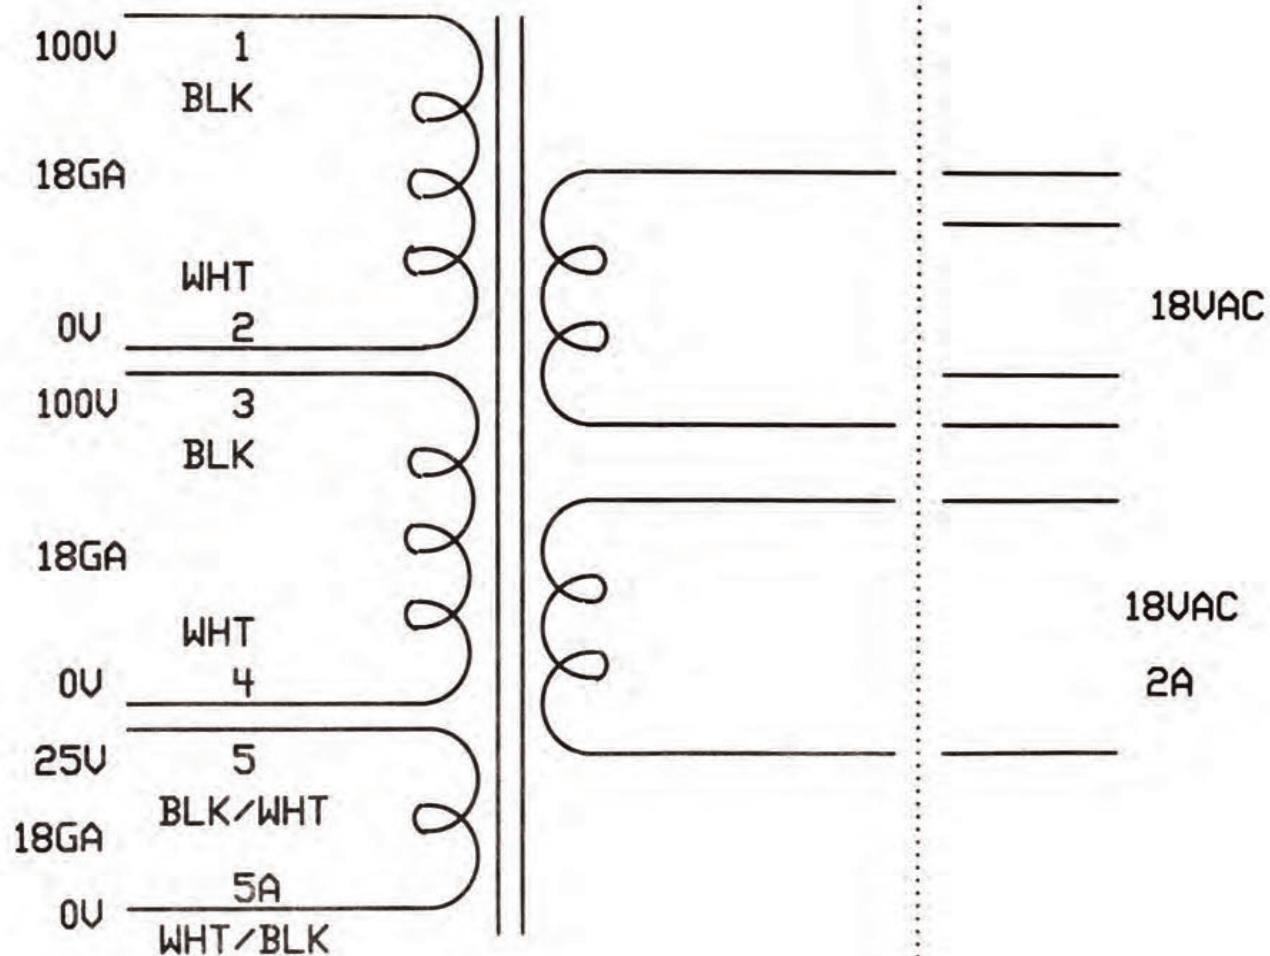 100V 1
BLK
18GA
WHT
0V 2
100V 3
BLK
18GA
WHT
0V 4
25V 5
BLK/WHT
18GA
5A
0V
WHT/BLK
18VAC
18VAC
2A